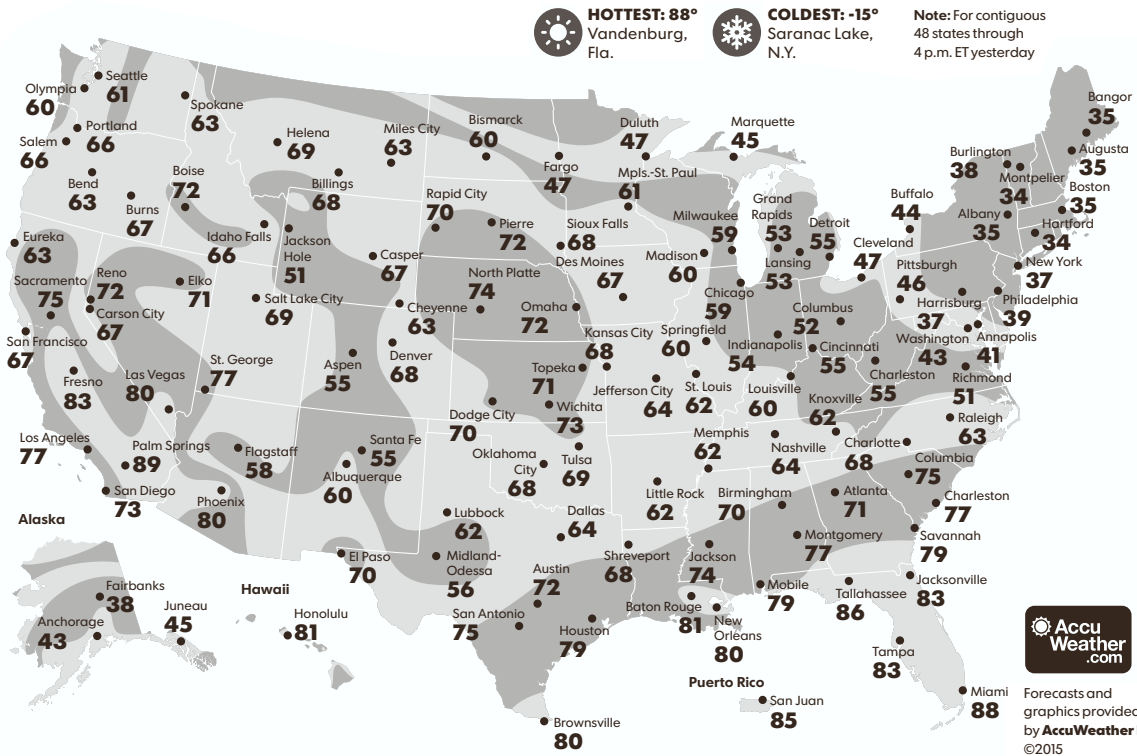 HOTTEST: 88°
Vandenburg,
Fla.
COLDEST: -15°
Saranac Lake,
N.Y.
Note: For contiguous
48 states through
4 p.m. ET yesterday
Seattle
61
Olympia
60
Spokane
63
Portland
66
Salem
66
Bend
63
Burns
67
Boise
72
Idaho Falls
66
Helena
69
Miles City
63
Billings
68
Jackson
Hole
51
Casper
67
Cheyenne
63
Bismarck
60
Fargo
47
Duluth
47
Mpls.-St. Paul
61
Marquette
45
Rapid City
70
Pierre
72
Sioux Falls
68
Des Moines
67
North Platte
74
Omaha
72
Milwaukee
59
Madison
60
Chicago
59
Grand
Rapids
53
Lansing
53
Detroit
55
Cleveland
47
Buffalo
44
Pittsburgh
46
Burlington
38
Montpelier
34
Bangor
35
Augusta
35
Boston
35
Albany
35
Hartford
34
New York
37
Harrisburg
37
Philadelphia
39
Washington
43
Annapolis
41
Richmond
51
Eureka
63
Sacramento
75
Reno
72
Carson City
67
Elko
71
Salt Lake City
69
San Francisco
67
Fresno
83
Las Vegas
80
St. George
77
Aspen
55
Denver
68
Los Angeles
77
Palm Springs
89
San Diego
73
Flagstaff
58
Phoenix
80
Santa Fe
55
Albuquerque
60
El Paso
70
Kansas City
68
Topeka
71
Wichita
73
Dodge City
70
Jefferson City
64
Springfield
60
St. Louis
62
Indianapolis
54
Columbus
52
Cincinnati
55
Charleston
55
Louisville
60
Knoxville
62
Raleigh
63
Charlotte
68
Columbia
75
Charleston
77
Savannah
79
Memphis
62
Nashville
64
Oklahoma
City
68
Tulsa
69
Little Rock
62
Birmingham
70
Atlanta
71
Montgomery
77
Lubbock
62
Midland-
Odessa
56
Dallas
64
Shreveport
68
Jackson
74
Austin
72
San Antonio
75
Houston
79
Baton Rouge
81
New
Orleans
80
Mobile
79
Tallahassee
86
Jacksonville
83
Tampa
83
Miami
88
Brownsville
80
Alaska
Fairbanks
38
Anchorage
43
Juneau
45
Hawaii
Honolulu
81
Puerto Rico
San Juan
85
Accu
Weather
.com
Forecasts and
graphics provided
by AccuWeather
©2015